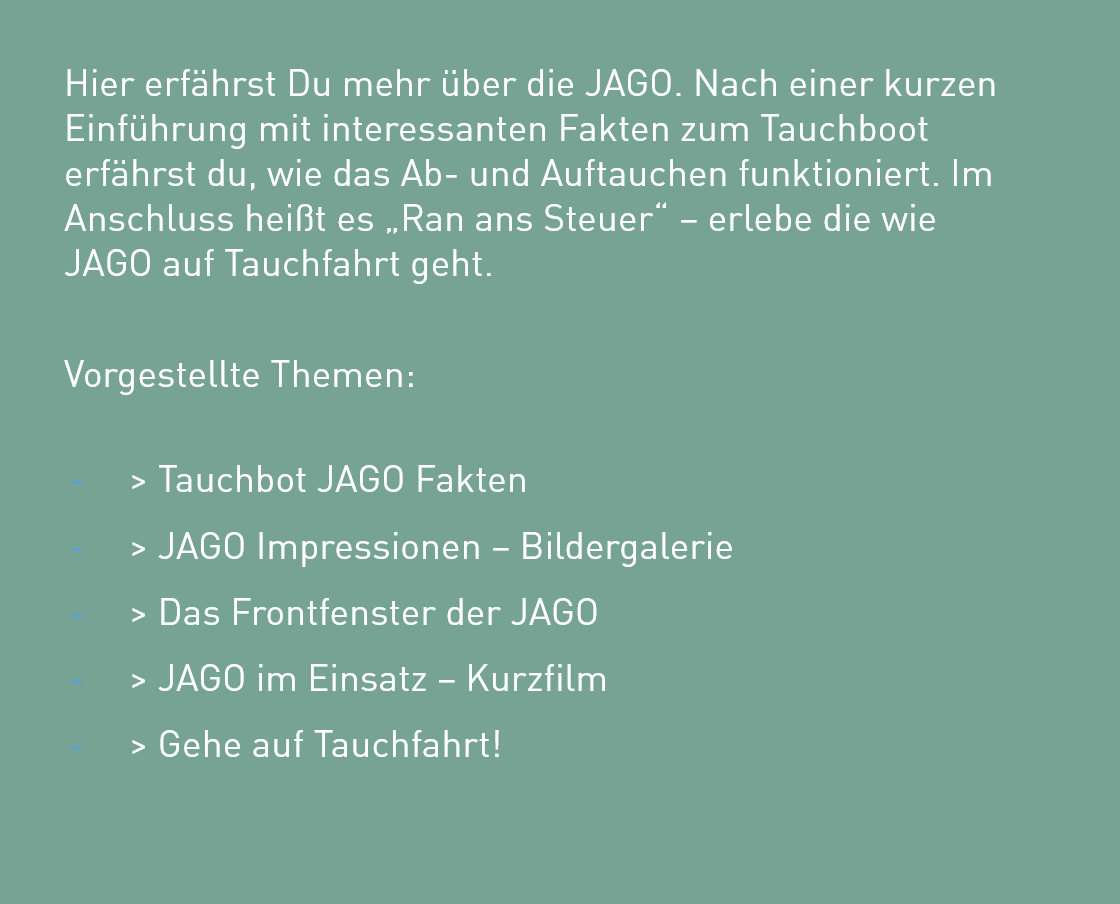 Hier erfährst Du mehr über die JAGO. Nach einer kurzen
Einführung mit interessanten Fakten zum Tauchboot
erfährst du, wie das Ab- und Auftauchen funktioniert. Im
Anschluss heißt es „Ran ans Steuer“ – erlebe die wie
JAGO auf Tauchfahrt geht.
Vorgestellte Themen:
- > Tauchbot JAGO Fakten
- > JAGO Impressionen – Bildergalerie
- > Das Frontfenster der JAGO
- > JAGO im Einsatz – Kurzfilm
- > Gehe auf Tauchfahrt!